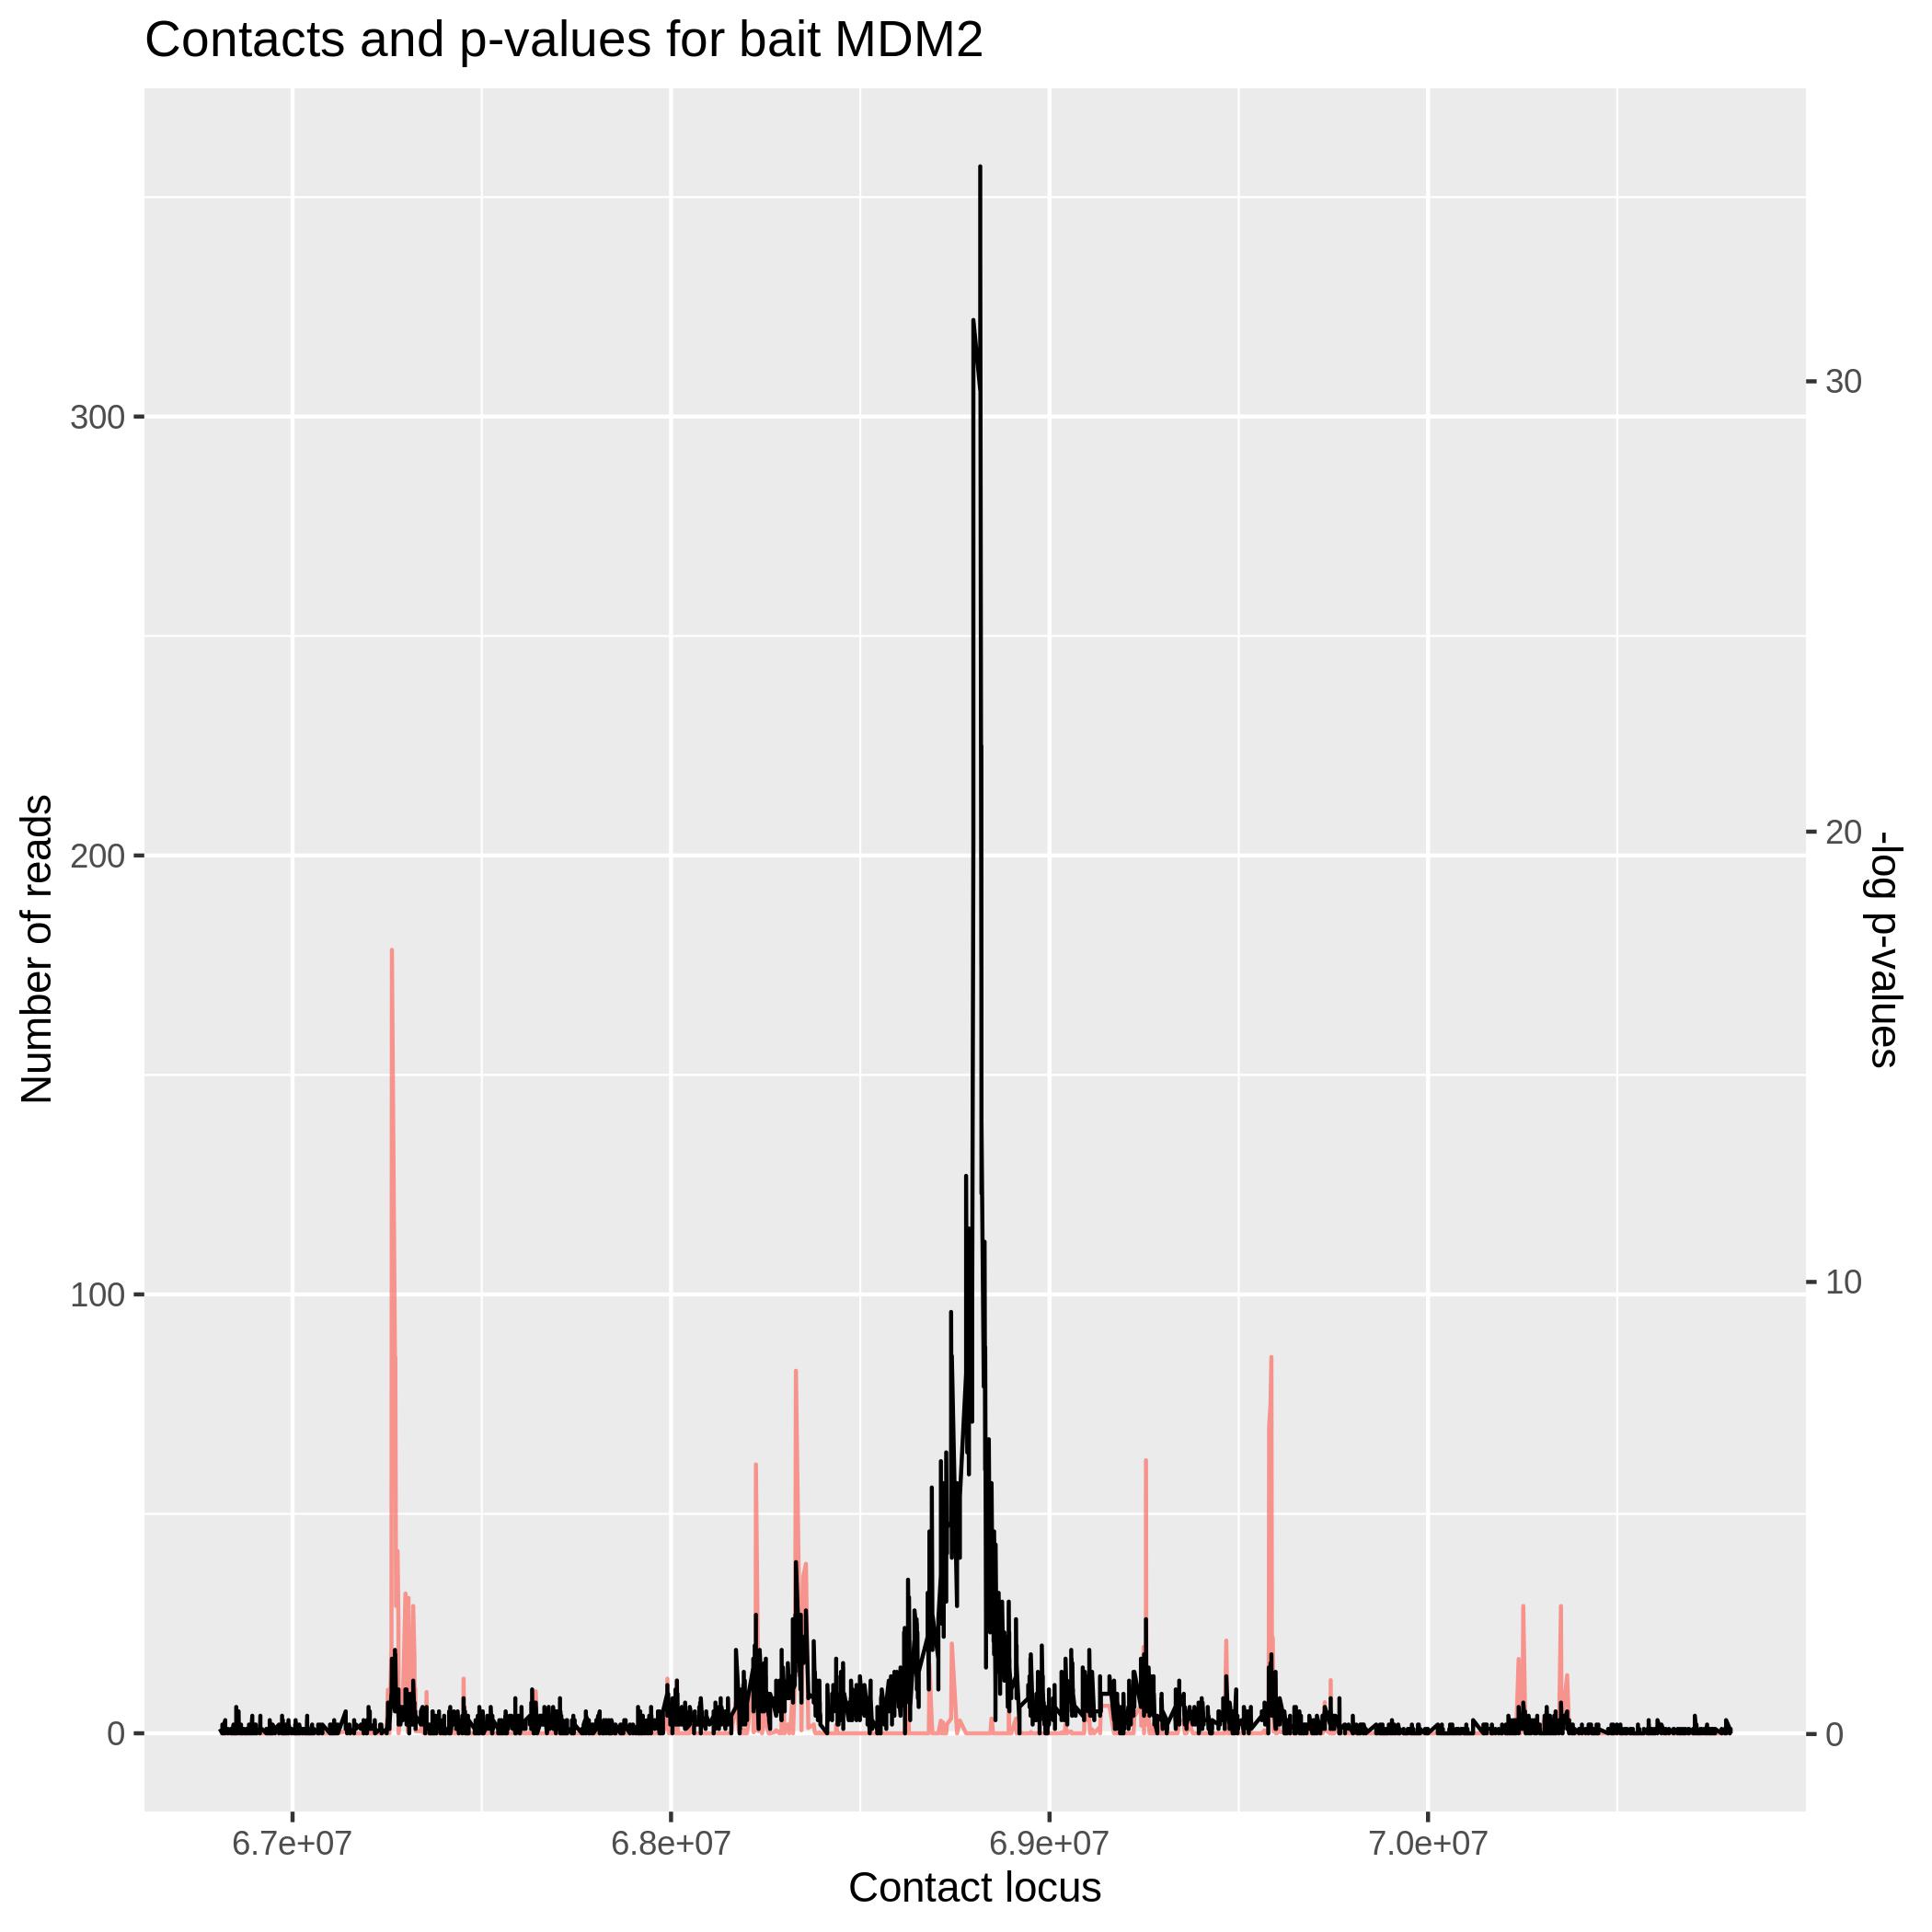 Contacts and p-values for bait MDM2
Number of reads
300
200
100
0
30
20
10
0
-log p-values
6.7e+07
6.8e+07
6.9e+07
7.0e+07
Contact locus